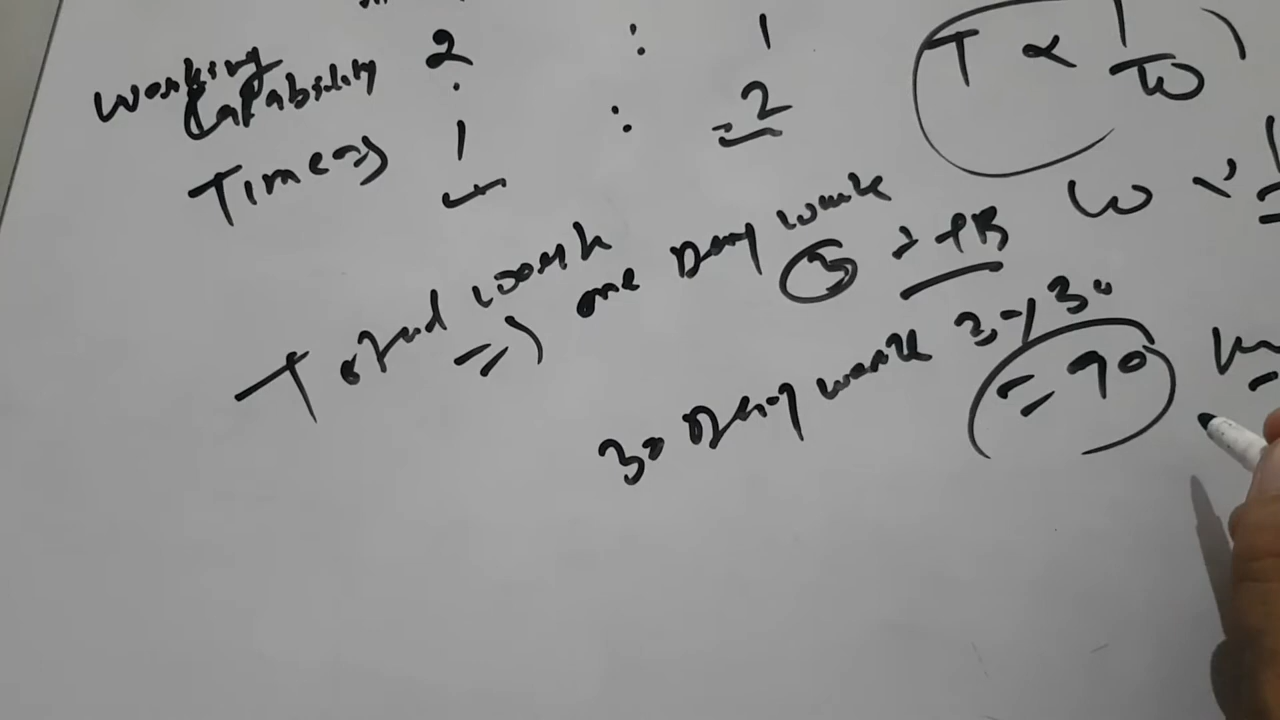 Working Capability 2 : 1
Time => 1 : 2
T ∝ 1/W
W ∝ 1
Total work => one Day work 3
30 Day work 3 × 30
= 90